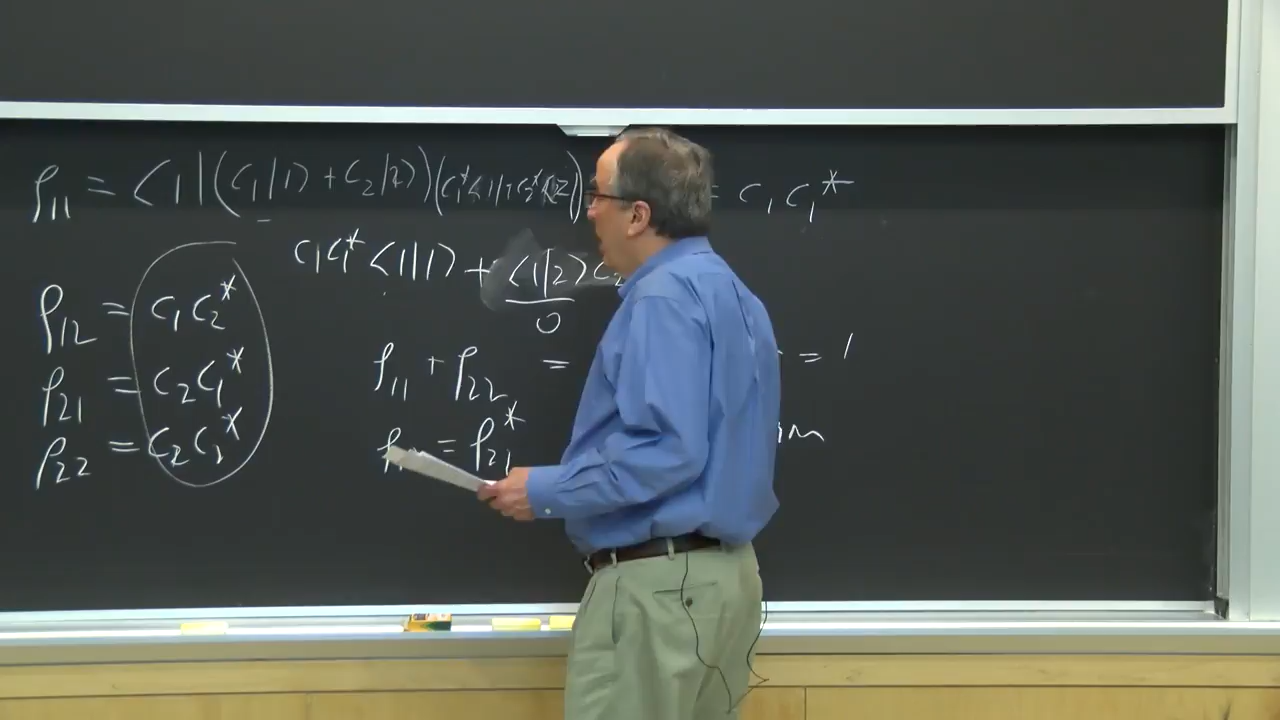 ρ₁₁ = <1|(c₁|1> + c₂|2>)(c₁*<1| + c₂*<2|) = c₁c₁*
c₁c₁*<1|1> + <1|2>c₂
0
ρ₁₂ = c₁c₂*
ρ₁₁ + ρ₂₂ = = 1
ρ₂₁ = c₂c₁*
= ρ₂₁*
ρ₂₂ = c₂c₂*